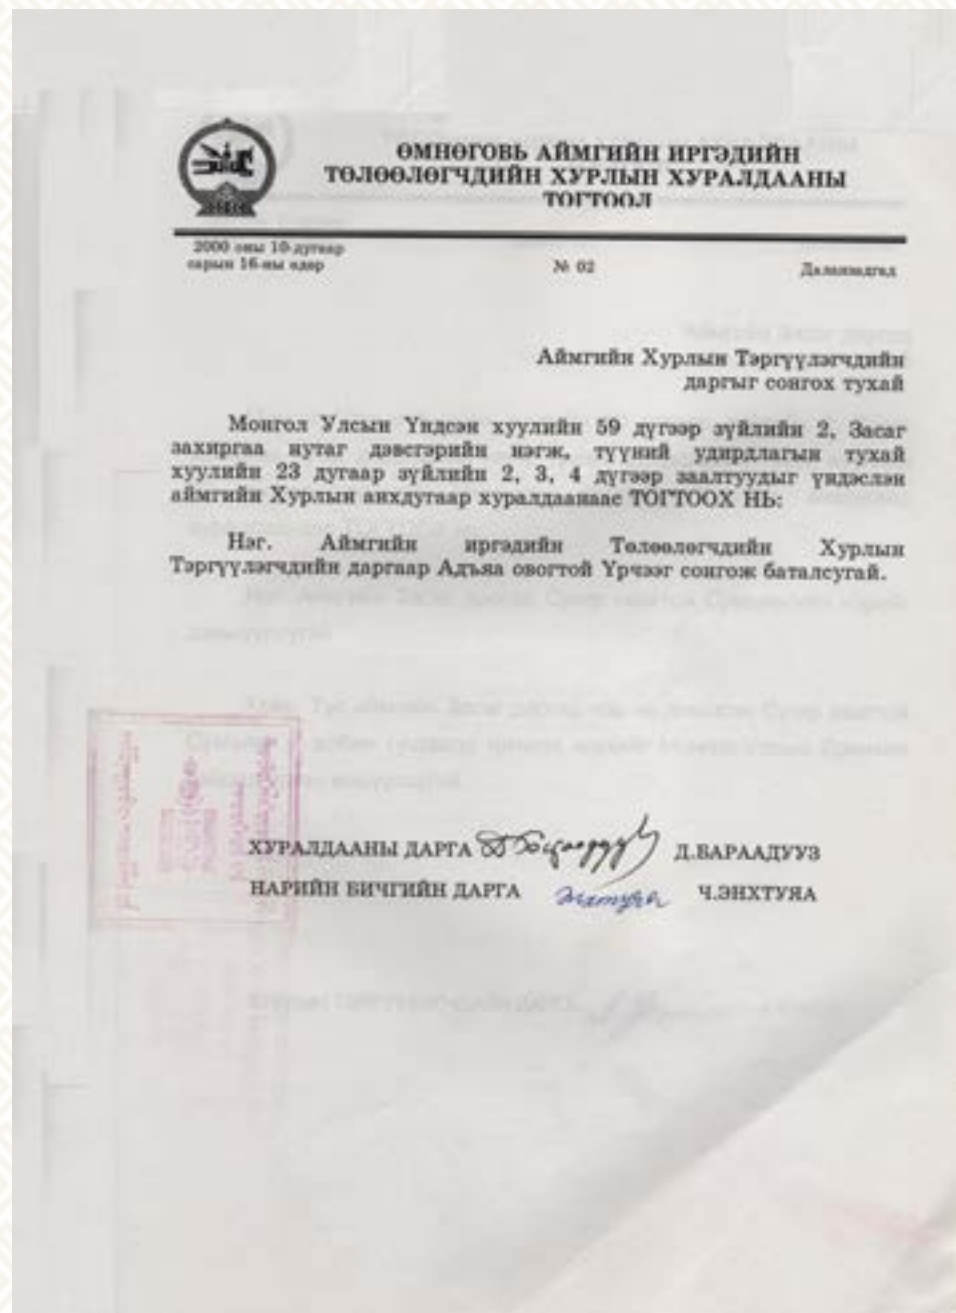 ӨМНӨГОВЬ АЙМГИЙН ИРГЭДИЙН
ТӨЛӨӨЛӨГЧДИЙН ХУРЛЫН ХУРАЛДААНЫ
ТОГТООЛ
2000 оны 10-дугаар
сарын 16-ны өдөр
№ 02
Даланзадгад
Аймгийн Хурлын Тэргүүлэгчдийн
даргыг сонгох тухай
Монгол Улсын Үндсэн хуулийн 59 дүгээр зүйлийн 2, Засаг
захиргаа нутаг дэвсгэрийн нэгж, түүний удирдлагын тухай
хуулийн 23 дугаар зүйлийн 2, 3, 4 дүгээр заалтуудыг үндэслэн
аймгийн Хурлын анхдугаар хуралдаанаас ТОГТООХ НЬ:
Нэг. Аймгийн иргэдийн Төлөөлөгчдийн Хурлын
Тэргүүлэгчдийн даргаар Адъяа овогтой Үрчээг сонгож баталсугай.
ХУРАЛДААНЫ ДАРГА Д.БАРААДУУЗ
НАРИЙН БИЧГИЙН ДАРГА Ч.ЭНХТУЯА